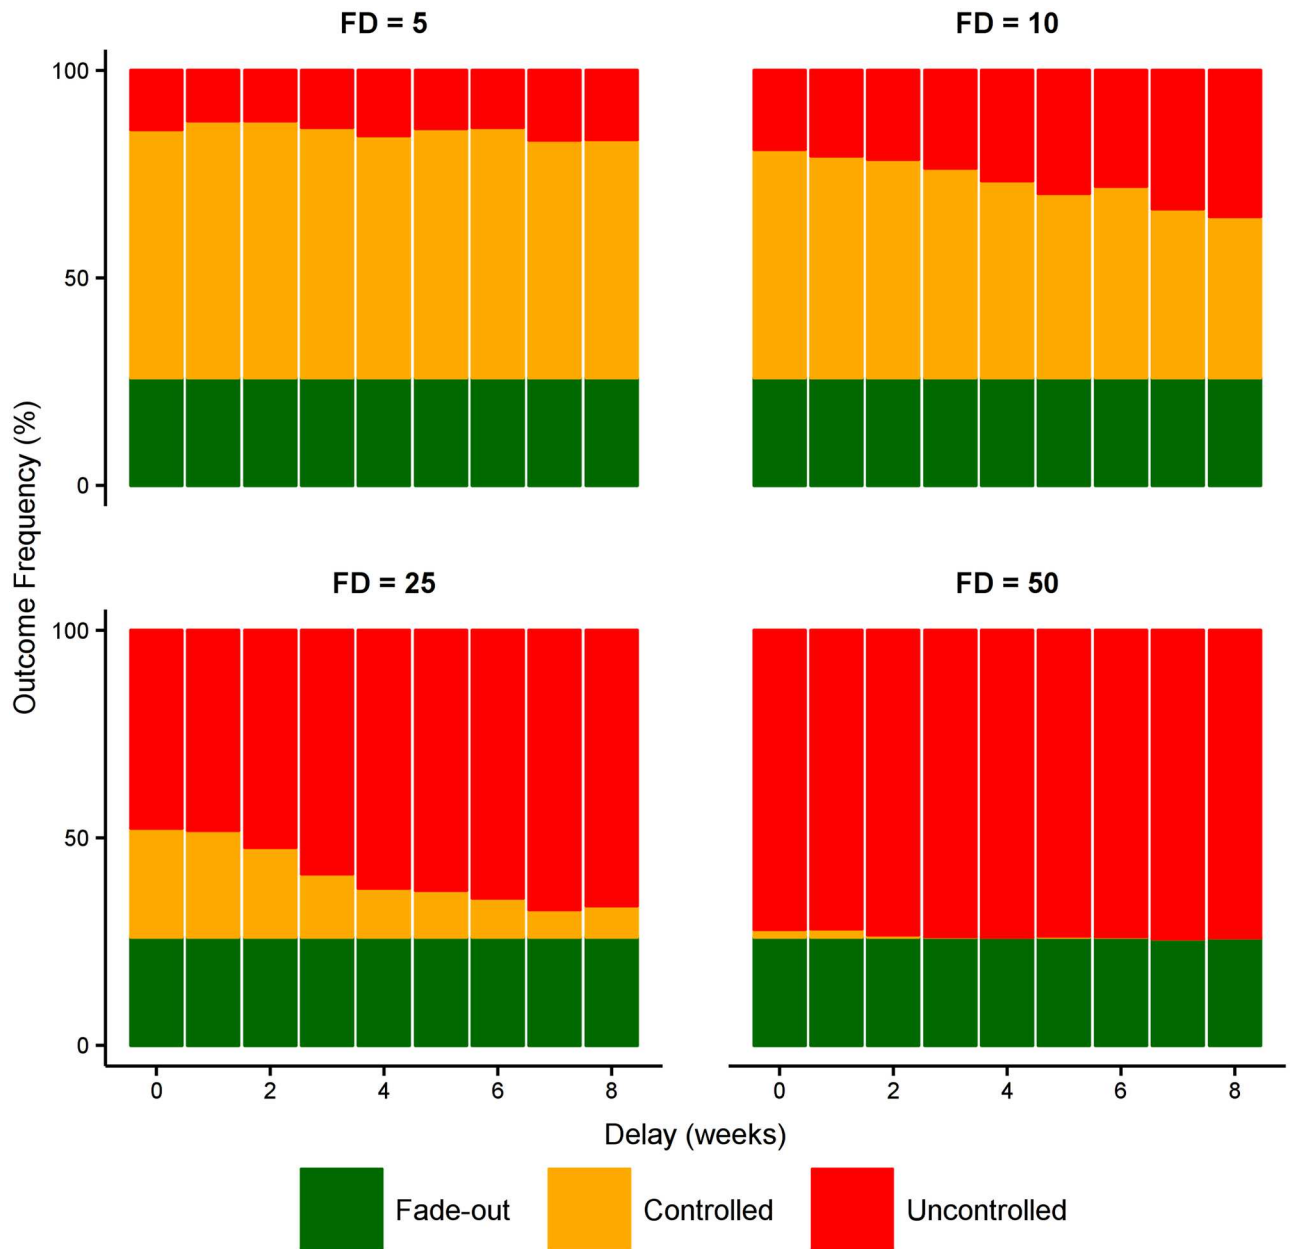 FD = 5
FD = 10
100
50
0
Outcome Frequency (%)
FD = 25
FD = 50
100
50
0
0 2 4 6 8
0 2 4 6 8
Delay (weeks)
Fade-out Controlled Uncontrolled